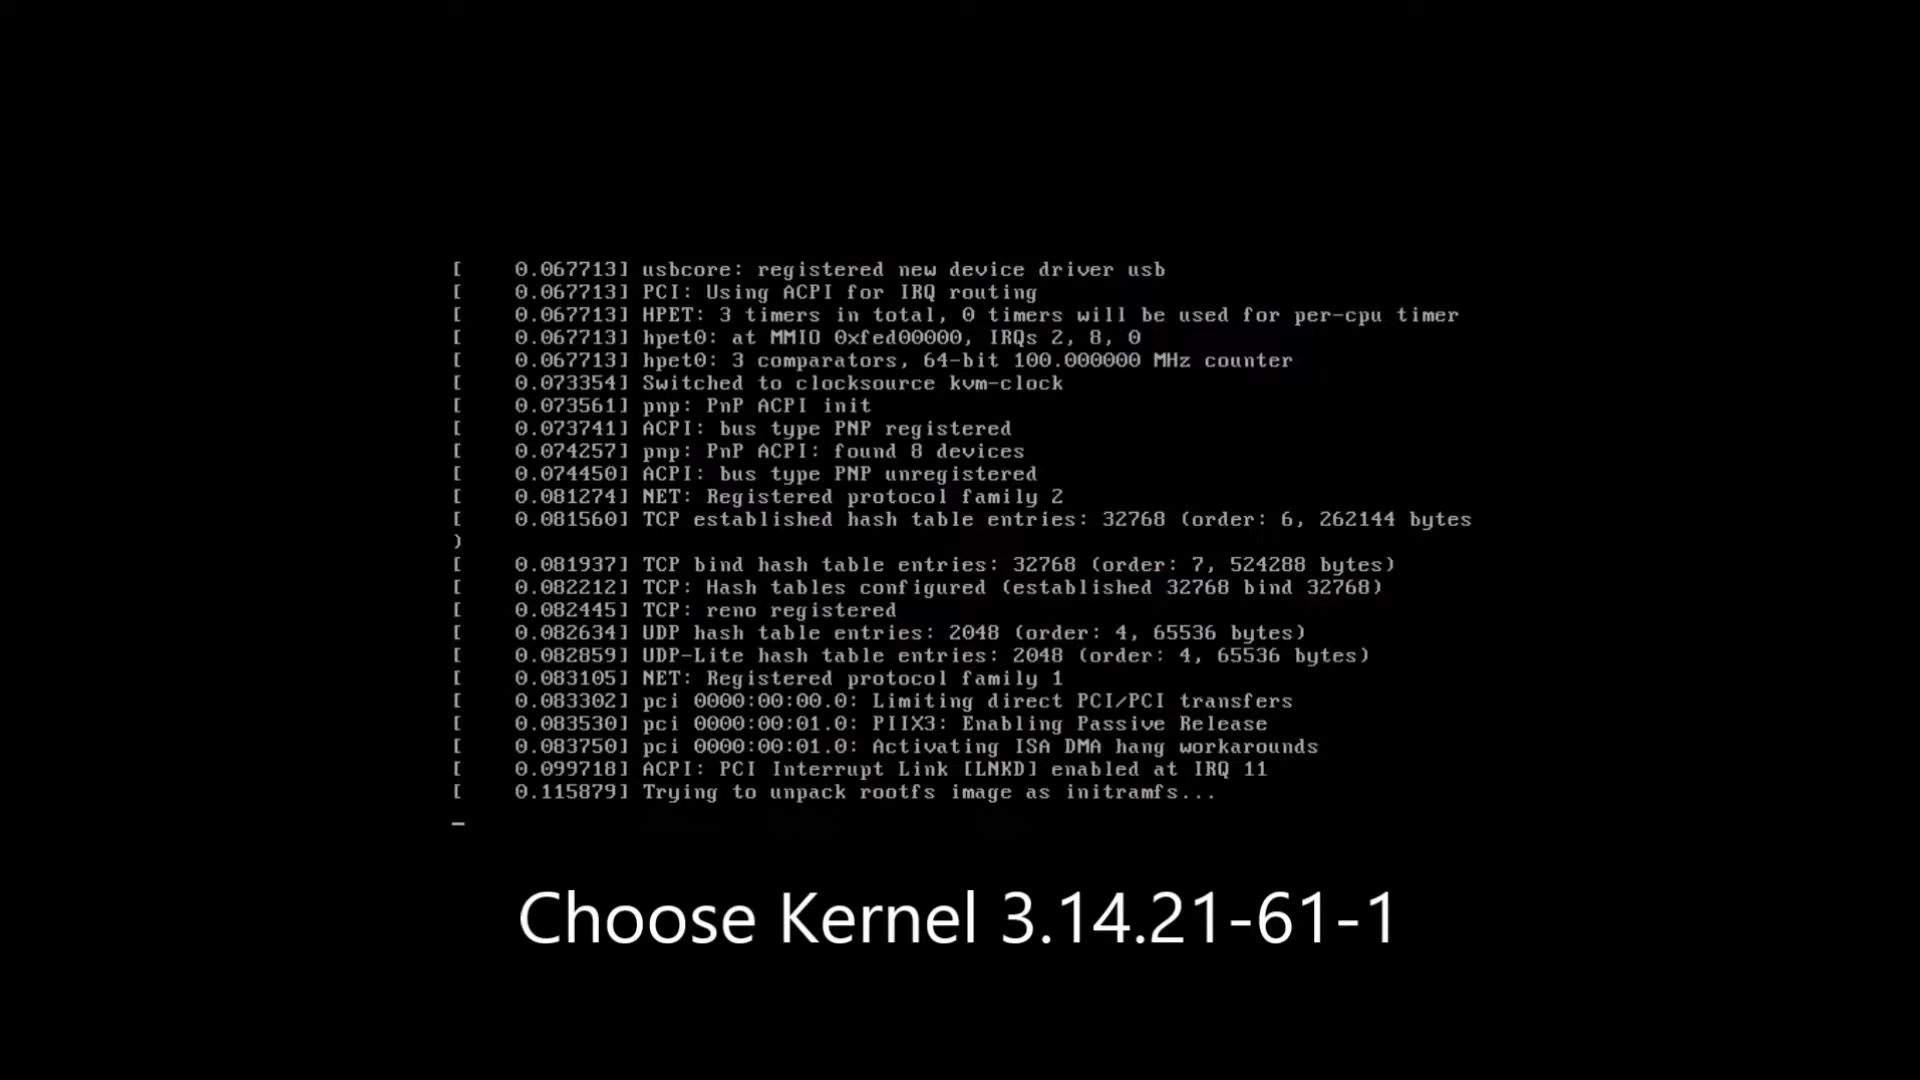 [    0.067713] usbcore: registered new device driver usb
[    0.067713] PCI: Using ACPI for IRQ routing
[    0.067713] HPET: 3 timers in total, 0 timers will be used for per-cpu timer
[    0.067713] hpet0: at MMIO 0xfed00000, IRQs 2, 8, 0
[    0.067713] hpet0: 3 comparators, 64-bit 100.000000 MHz counter
[    0.073354] Switched to clocksource kvm-clock
[    0.073561] pnp: PnP ACPI init
[    0.073741] ACPI: bus type PNP registered
[    0.074257] pnp: PnP ACPI: found 8 devices
[    0.074450] ACPI: bus type PNP unregistered
[    0.081274] NET: Registered protocol family 2
[    0.081560] TCP established hash table entries: 32768 (order: 6, 262144 bytes
)
[    0.081937] TCP bind hash table entries: 32768 (order: 7, 524288 bytes)
[    0.082212] TCP: Hash tables configured (established 32768 bind 32768)
[    0.082445] TCP: reno registered
[    0.082634] UDP hash table entries: 2048 (order: 4, 65536 bytes)
[    0.082859] UDP-Lite hash table entries: 2048 (order: 4, 65536 bytes)
[    0.083105] NET: Registered protocol family 1
[    0.083302] pci 0000:00:00.0: Limiting direct PCI/PCI transfers
[    0.083530] pci 0000:00:01.0: PIIX3: Enabling Passive Release
[    0.083750] pci 0000:00:01.0: Activating ISA DMA hang workarounds
[    0.099718] ACPI: PCI Interrupt Link [LNKD] enabled at IRQ 11
[    0.115879] Trying to unpack rootfs image as initramfs...
_
Choose Kernel 3.14.21-61-1